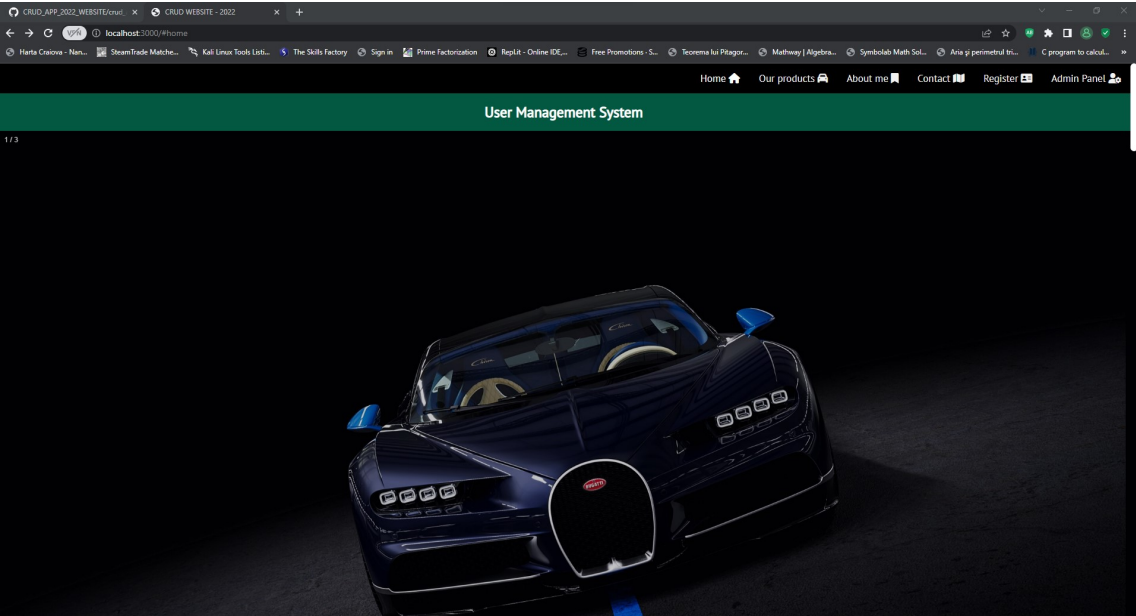 CRUD_APP_2022_WEBSITE/crud_
CRUD WEBSITE - 2022
VPN
localhost:3000/#home
Harta Craiova - Nan... SteamTrade Matche... Kali Linux Tools Listi... The Skills Factory Sign in Prime Factorization Repl.it - Online IDE,... Free Promotions - S... Teorema lui Pitagor... Mathway | Algebra... Symbolab Math Sol... Aria și perimetrul tri... C program to calcul...
Home Our products About me Contact Register Admin Panel
User Management System
1 / 3
BUGATTI